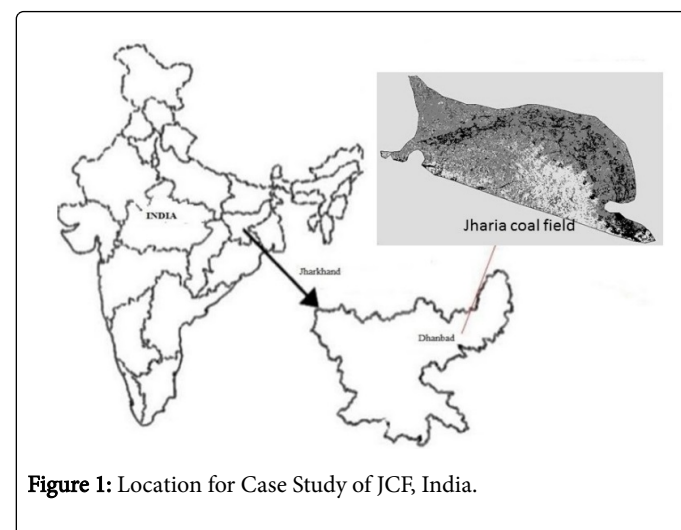 INDIA
Jharia coal field
Jharkhand
Dhanbad
Figure 1: Location for Case Study of JCF, India.